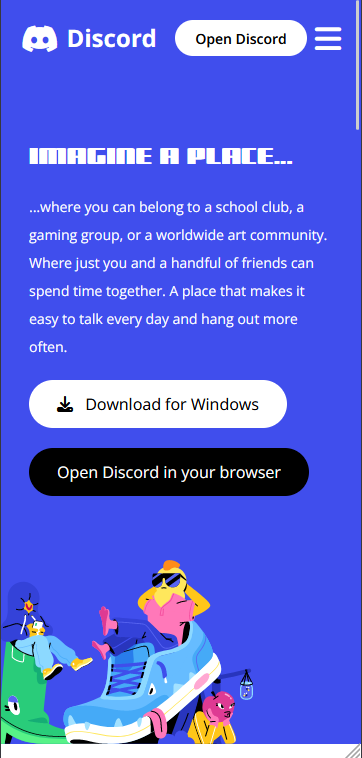 Discord
Open Discord
IMAGINE A PLACE...
...where you can belong to a school club, a
gaming group, or a worldwide art community.
Where just you and a handful of friends can
spend time together. A place that makes it
easy to talk every day and hang out more
often.
Download for Windows
Open Discord in your browser